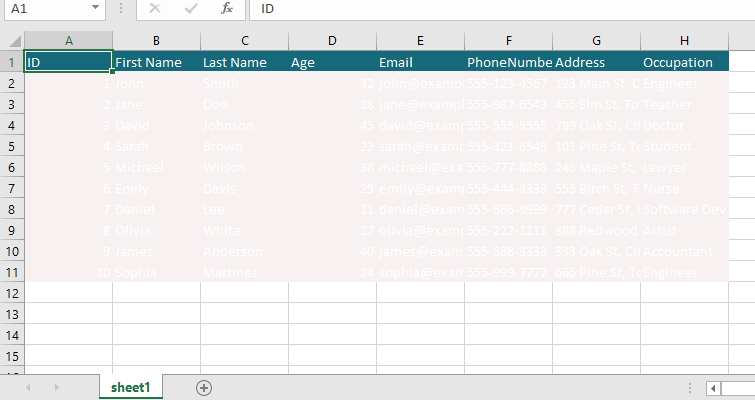 A1 fx ID
A B C D E F G H
1 ID First Name Last Name Age Email PhoneNumbe Address Occupation
2 1 John Smith 32 john@examp 555-123-4567 123 Main St, C Engineer
3 2 Jane Doe 28 jane@exampl 555-987-6543 456 Elm St, To Teacher
4 3 David Johnson 45 david@examp 555-555-5555 789 Oak St, Cit Doctor
5 4 Sarah Brown 22 sarah@examp 555-321-6549 101 Pine St, To Student
6 5 Michael Wilson 38 michael@exa 555-777-8888 246 Maple St, Lawyer
7 6 Emily Davis 29 emily@examp 555-444-3333 555 Birch St, T Nurse
8 7 Daniel Lee 31 daniel@exam 555-666-9999 777 Cedar St, Software Dev
9 8 Olivia White 27 olivia@examp 555-222-1111 888 Redwood Artist
10 9 James Anderson 40 james@exam 555-888-3333 333 Oak St, Cit Accountant
11 10 Sophia Martinez 24 sophia@exam 555-999-7777 666 Pine St, To Engineer
12
13
14
15
sheet1